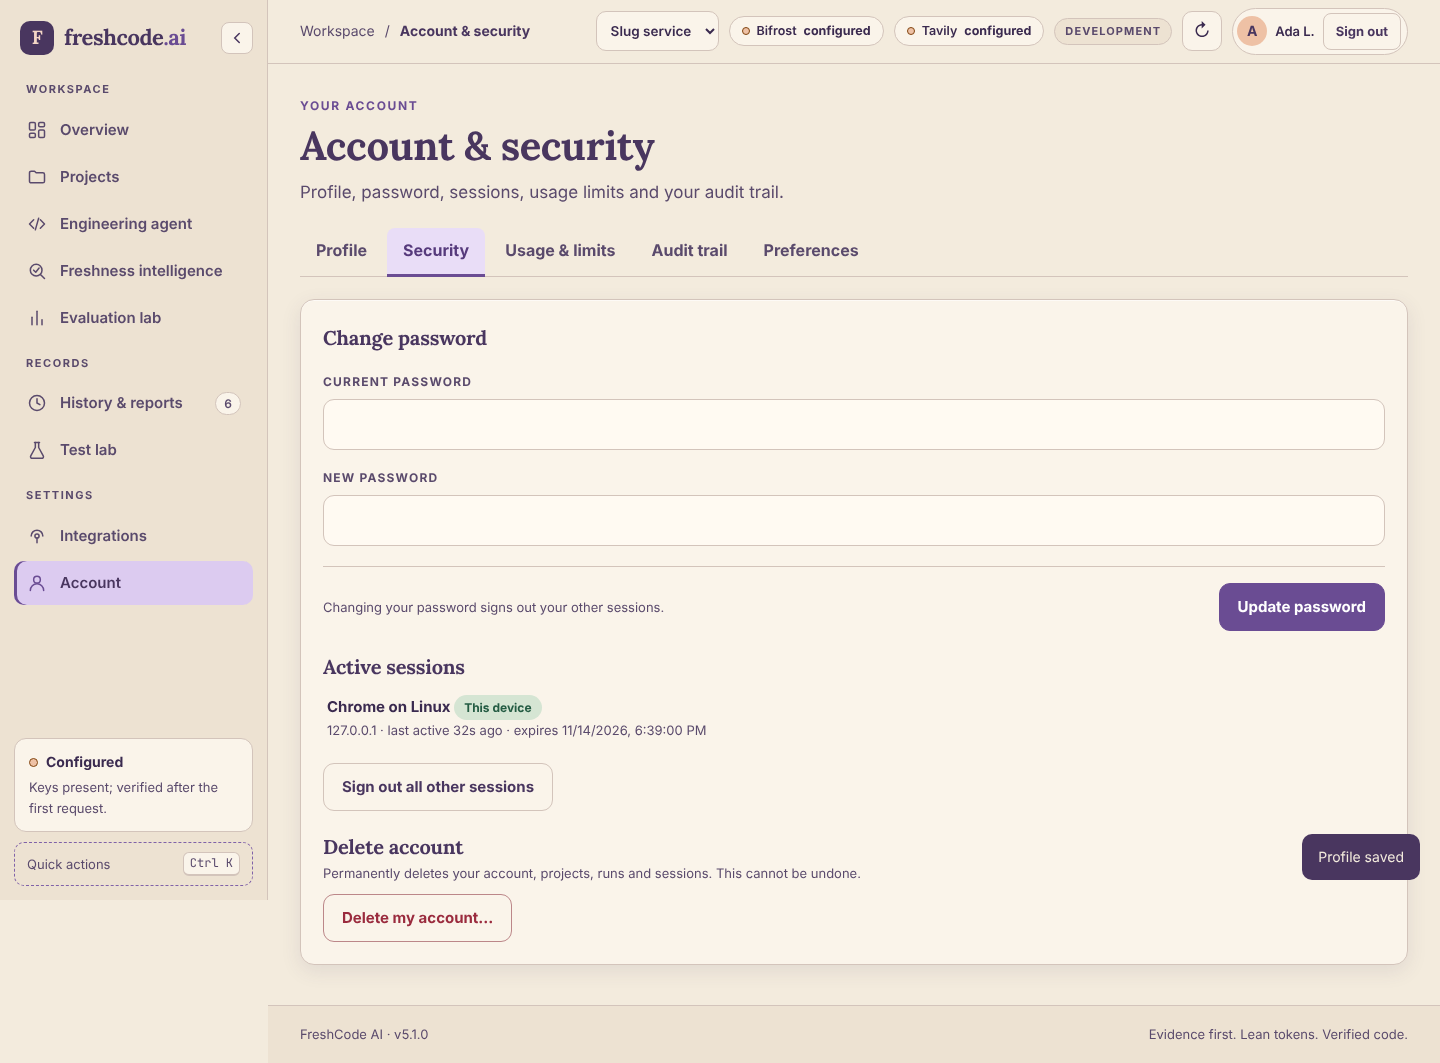 F freshcode.ai
WORKSPACE
Overview
Projects
Engineering agent
Freshness intelligence
Evaluation lab
RECORDS
History & reports 6
Test lab
SETTINGS
Integrations
Account
Configured
Keys present; verified after the
first request.
Quick actions Ctrl K
Workspace / Account & security
Slug service
Bifrost configured
Tavily configured
DEVELOPMENT
A Ada L. Sign out
YOUR ACCOUNT
Account & security
Profile, password, sessions, usage limits and your audit trail.
Profile Security Usage & limits Audit trail Preferences
Change password
CURRENT PASSWORD
NEW PASSWORD
Changing your password signs out your other sessions.
Update password
Active sessions
Chrome on Linux This device
127.0.0.1 · last active 32s ago · expires 11/14/2026, 6:39:00 PM
Sign out all other sessions
Delete account
Permanently deletes your account, projects, runs and sessions. This cannot be undone.
Delete my account...
Profile saved
FreshCode AI · v5.1.0
Evidence first. Lean tokens. Verified code.